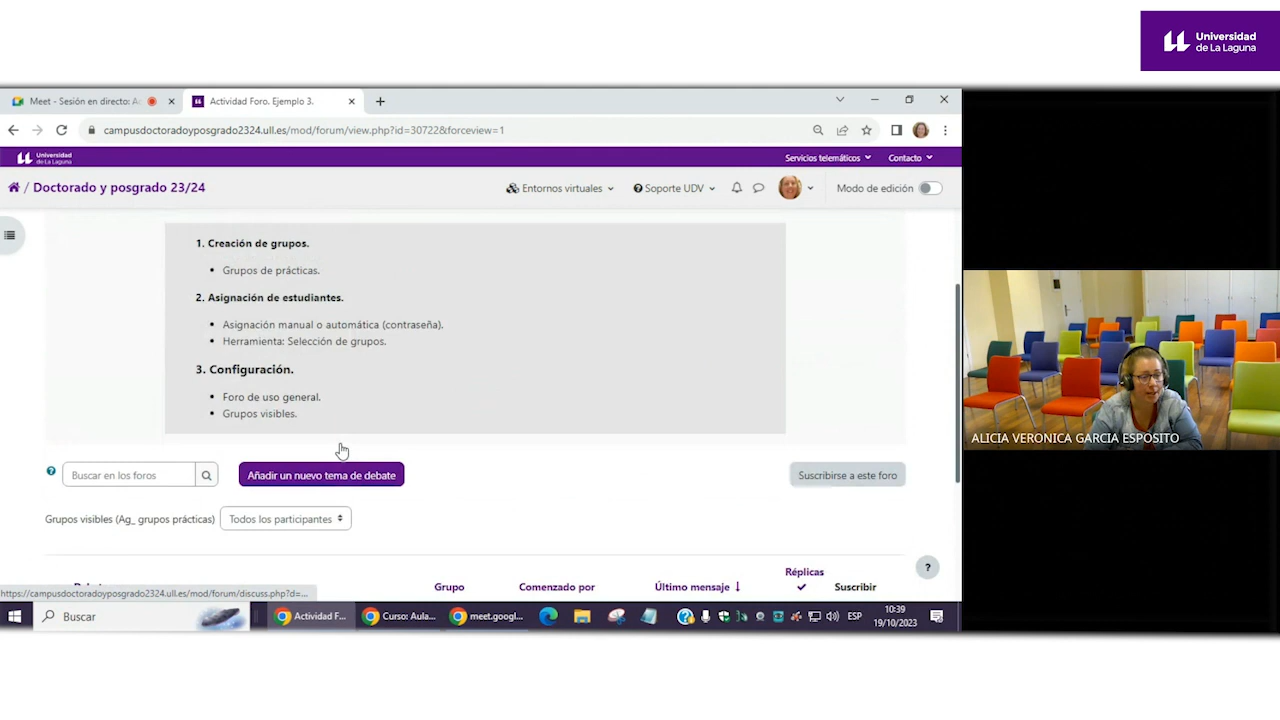 Universidad
de La Laguna
Meet - Sesión en directo: A
Actividad Foro. Ejemplo 3.
campusdoctoradoyposgrado2324.ull.es/mod/forum/view.php?id=30722&forceview=1
Universidad
de La Laguna
Servicios telemáticos
Contacto
/ Doctorado y posgrado 23/24
Entornos virtuales
Soporte UDV
Modo de edición
1. Creación de grupos.
• Grupos de prácticas.
2. Asignación de estudiantes.
• Asignación manual o automática (contraseña).
• Herramienta: Selección de grupos.
3. Configuración.
• Foro de uso general.
• Grupos visibles.
Buscar en los foros
Añadir un nuevo tema de debate
Suscribirse a este foro
Grupos visibles (Ag_ grupos prácticas)
Todos los participantes
Grupo
Comenzado por
Último mensaje
Réplicas
Suscribir
?
https://campusdoctoradoyposgrado2324.ull.es/mod/forum/discuss.php?d=...
Buscar
Actividad F...
Curso: Aula...
meet.googl...
ESP
10:39
19/10/2023
ALICIA VERONICA GARCIA ESPOSITO